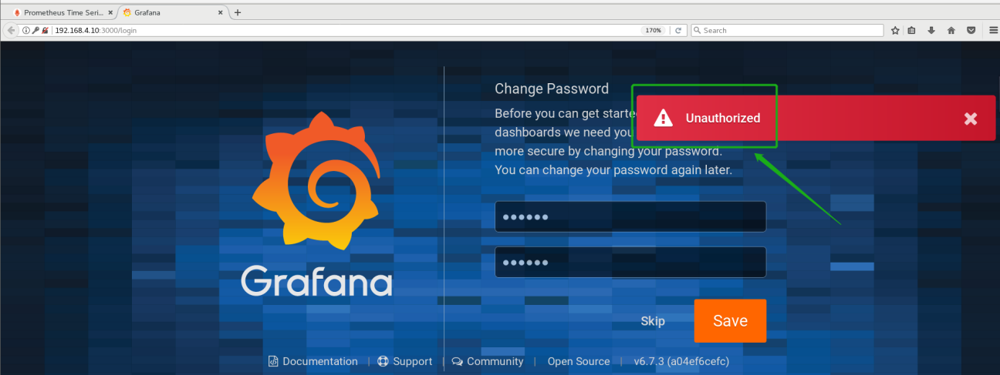 Prometheus Time Seri...
Grafana
192.168.4.10:3000/login
170%
Search
Change Password
Before you can get starte
Unauthorized
dashboards we need you
more secure by changing your password.
You can change your password again later.
Grafana
Skip
Save
Documentation | Support | Community | Open Source | v6.7.3 (a04ef6cefc)